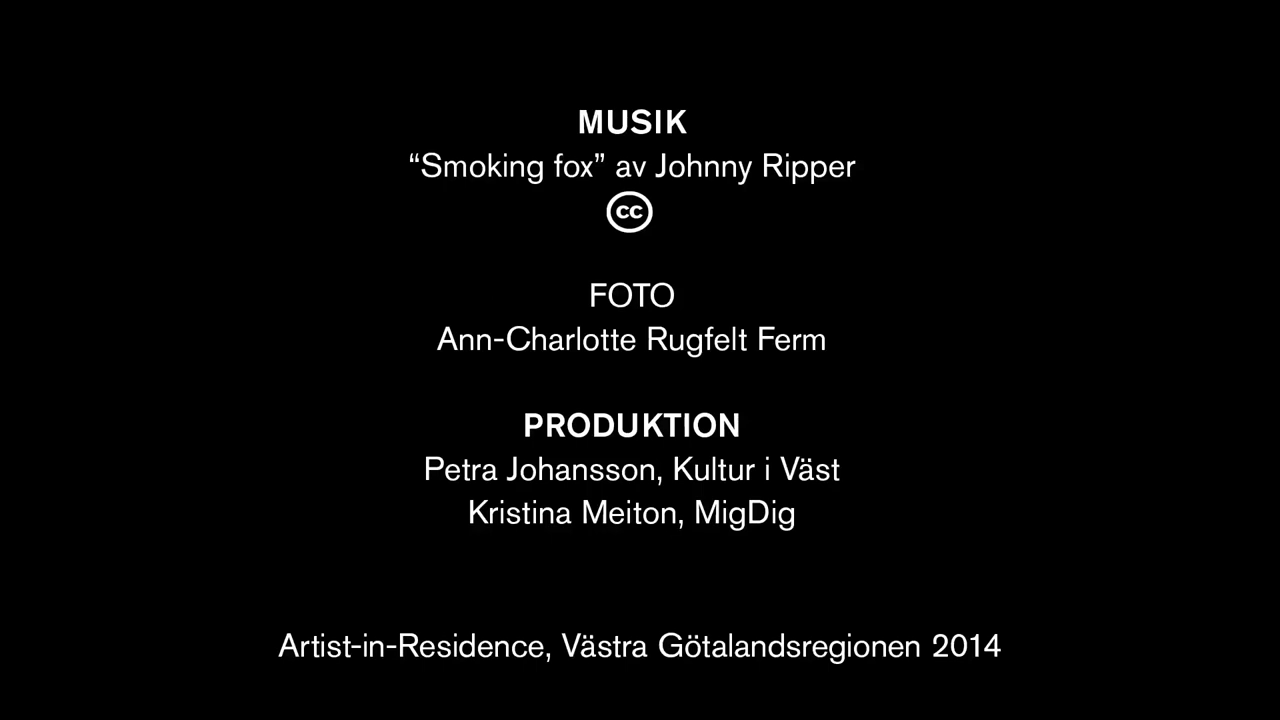 MUSIK
“Smoking fox” av Johnny Ripper
cc
FOTO
Ann-Charlotte Rugfelt Ferm
PRODUKTION
Petra Johansson, Kultur i Väst
Kristina Meiton, MigDig
Artist-in-Residence, Västra Götalandsregionen 2014